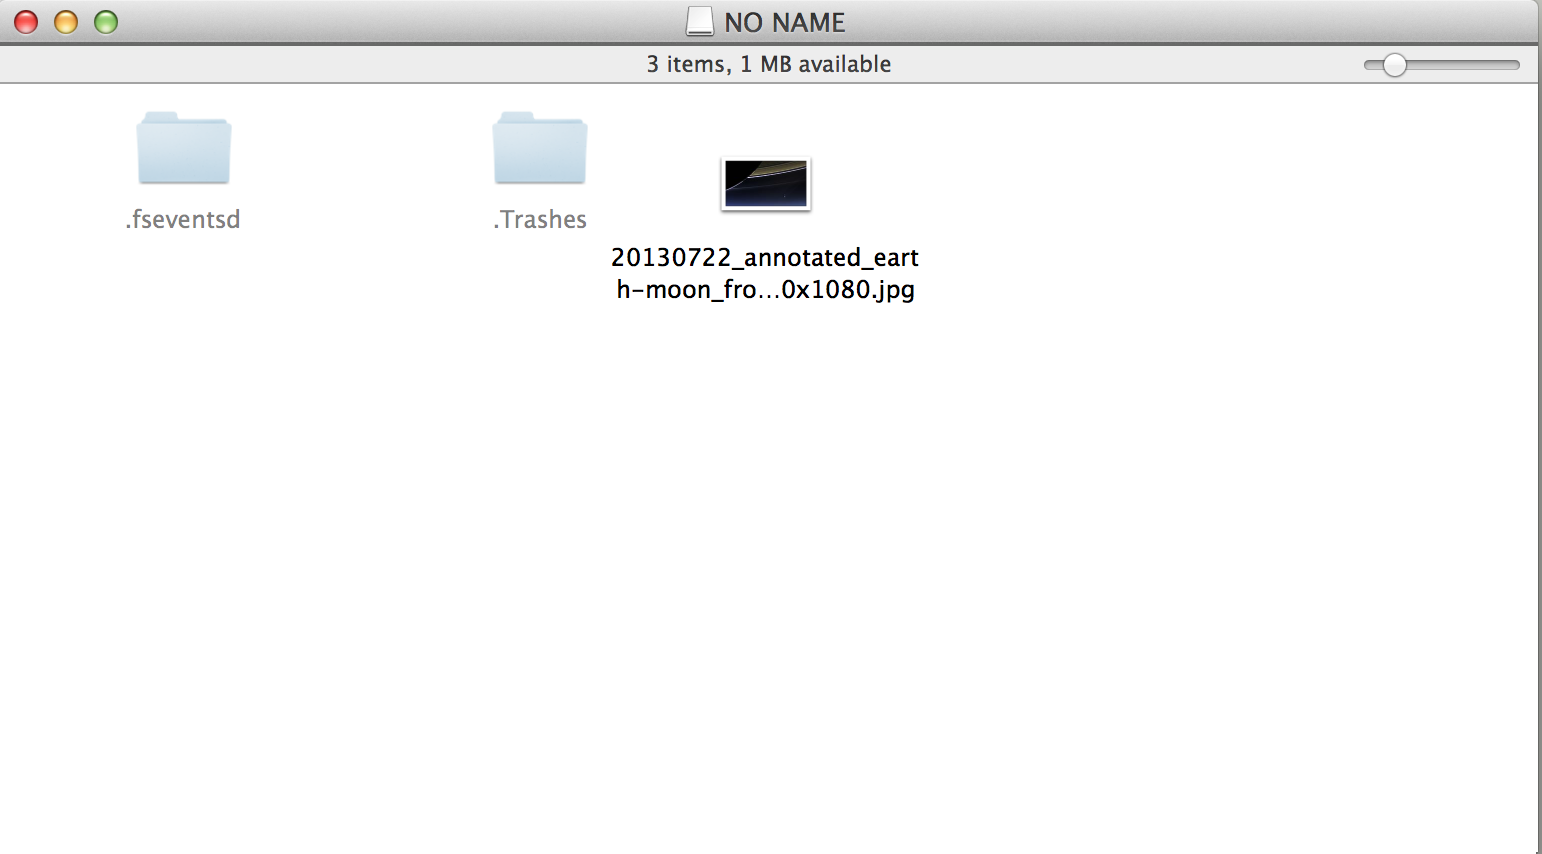 NO NAME
3 items, 1 MB available
.fseventsd
.Trashes
20130722_annotated_eart
h-moon_fro...0x1080.jpg